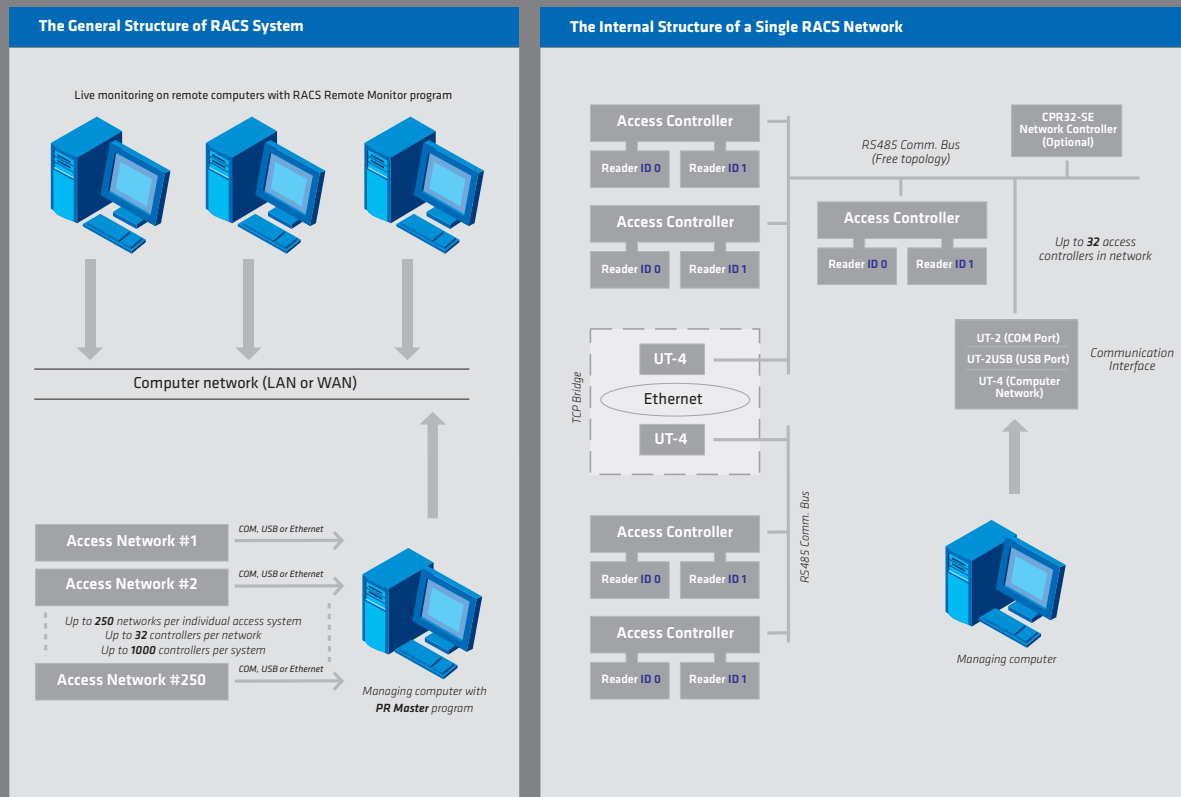 The General Structure of RACS System
Live monitoring on remote computers with RACS Remote Monitor program
Computer network (LAN or WAN)
Access Network #1
COM, USB or Ethernet
Access Network #2
COM, USB or Ethernet
Up to 250 networks per individual access system
Up to 32 controllers per network
Up to 1000 controllers per system
Access Network #250
COM, USB or Ethernet
Managing computer with
PR Master program
The Internal Structure of a Single RACS Network
Access Controller
Reader ID 0
Reader ID 1
RS485 Comm. Bus
(Free topology)
CPR32-SE
Network Controller
(Optional)
Access Controller
Reader ID 0
Reader ID 1
Access Controller
Reader ID 0
Reader ID 1
Up to 32 access
controllers in network
TCP Bridge
UT-4
Ethernet
UT-4
UT-2 (COM Port)
UT-2USB (USB Port)
UT-4 (Computer
Network)
Communication
Interface
RS485 Comm. Bus
Access Controller
Reader ID 0
Reader ID 1
Access Controller
Reader ID 0
Reader ID 1
Managing computer